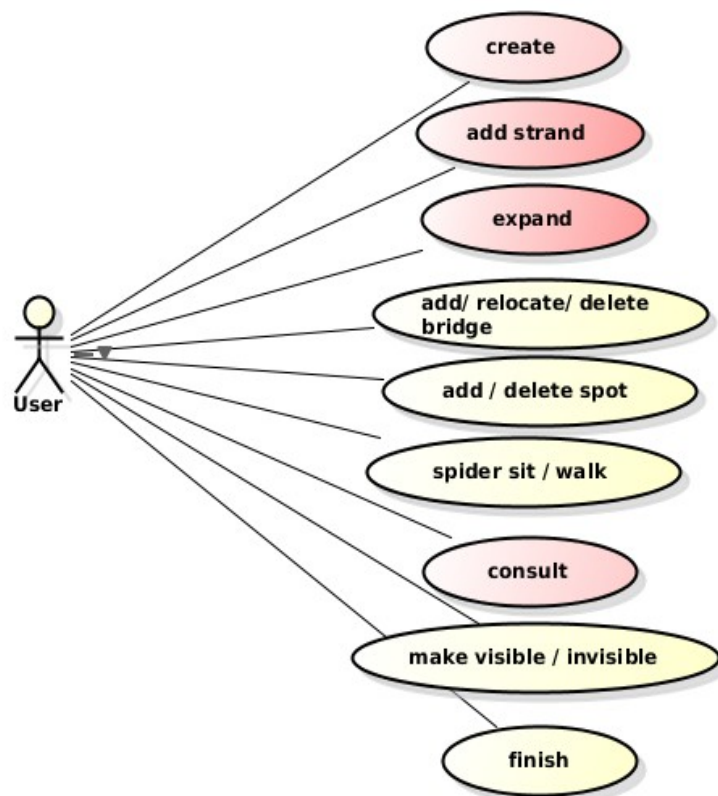 create
add strand
expand
add/ relocate/ delete
bridge
add / delete spot
User
spider sit / walk
consult
make visible / invisible
finish